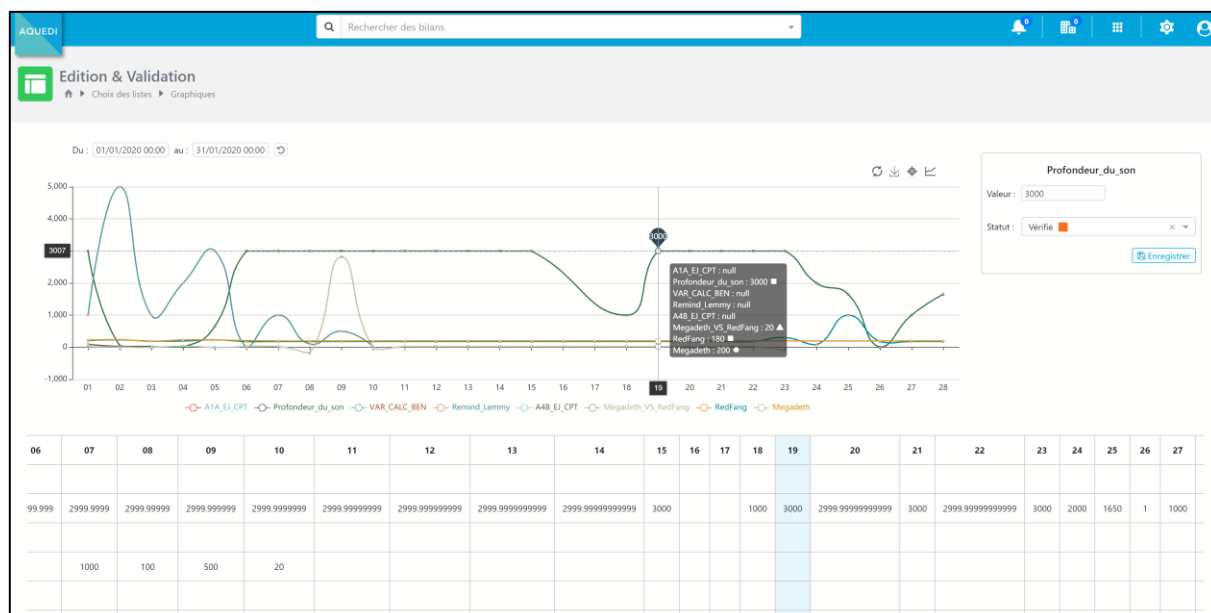 AQUEDI
Rechercher des bilans
0
0
Edition & Validation
Choix des listes
Graphiques
Du : 01/01/2020 00:00 au : 31/01/2020 00:00
5,000
4,000
3007
2,000
1,000
0
-1,000
01 02 03 04 05 06 07 08 09 10 11 12 13 14 15 16 17 18 19 20 21 22 23 24 25 26 27 28
3000
A1A_EJ_CPT : null
Profondeur_du_son : 3000
VAR_CALC_BEN : null
Remind_Lemmy : null
A4B_EJ_CPT : null
Megadeth_VS_RedFang : 20
RedFang : 180
Megadeth : 200
A1A_EJ_CPT Profondeur_du_son VAR_CALC_BEN Remind_Lemmy A4B_EJ_CPT Megadeth_VS_RedFang RedFang Megadeth
Profondeur_du_son
Valeur : 3000
Statut : Vérifié
Enregistrer
06 07 08 09 10 11 12 13 14 15 16 17 18 19 20 21 22 23 24 25 26 27
99.999 2999.9999 2999.99999 2999.999999 2999.9999999 2999.99999999 2999.999999999 2999.9999999999 2999.99999999999 3000 1000 3000 2999.99999999999 3000 2999.99999999999 3000 2000 1650 1 1000
1000 100 500 20